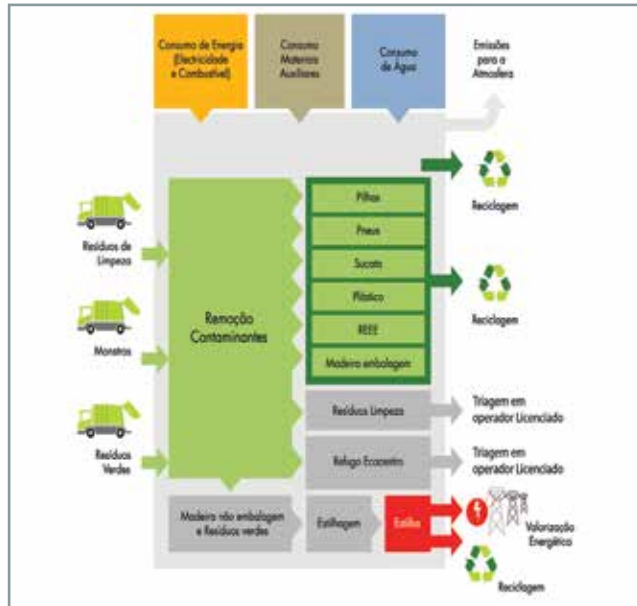 Consumo de Energia
(Electricidade
e Combustível)
Consumo
Materiais
Auxiliares
Consumo
de Água
Emissões
para a
Atmosfera
Reciclagem
Pilhas
Pneus
Sucata
Plástico
REEE
Madeira embalagem
Reciclagem
Resíduos de
Limpeza
Monstros
Resíduos
Verdes
Remoção
Contaminantes
Resíduos Limpeza
Triagem em
operador Licenciado
Refugo Ecocentro
Triagem em
operador Licenciado
Madeira não embalagem
e Resíduos verdes
Estilhagem
Estilha
Valorização
Energética
Reciclagem